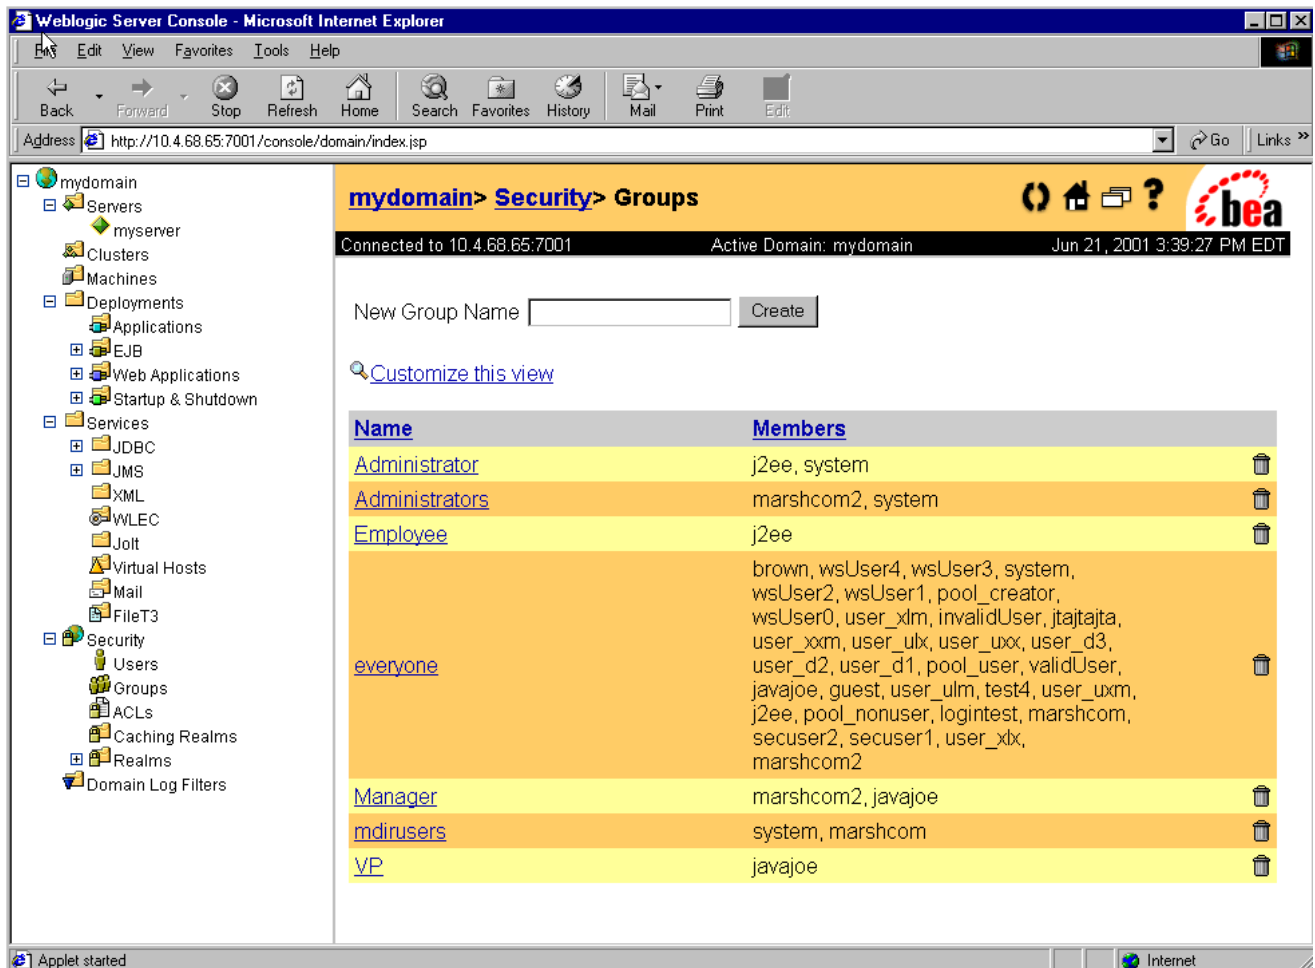 Weblogic Server Console - Microsoft Internet Explorer
Edit View Favorites Tools Help
Back Forward Stop Refresh Home Search Favorites History Mail Print Edit
Address http://10.4.68.65:7001/console/domain/index.jsp Go Links »
mydomain
Servers
myserver
Clusters
Machines
Deployments
Applications
EJB
Web Applications
Startup & Shutdown
Services
JDBC
JMS
XML
WLEC
Jolt
Virtual Hosts
Mail
FileT3
Security
Users
Groups
ACLs
Caching Realms
Realms
Domain Log Filters
mydomain> Security> Groups
bea
Connected to 10.4.68.65:7001 Active Domain: mydomain Jun 21, 2001 3:39:27 PM EDT
New Group Name Create
Customize this view
Name Members
Administrator j2ee, system
Administrators marshcom2, system
Employee j2ee
everyone
brown, wsUser4, wsUser3, system,
wsUser2, wsUser1, pool_creator,
wsUser0, user_xlm, invalidUser, jtajtajta,
user_xxm, user_ulx, user_uxx, user_d3,
user_d2, user_d1, pool_user, validUser,
javajoe, guest, user_ulm, test4, user_uxm,
j2ee, pool_nonuser, logintest, marshcom,
secuser2, secuser1, user_xlx,
marshcom2
Manager marshcom2, javajoe
mdirusers system, marshcom
VP javajoe
Applet started Internet